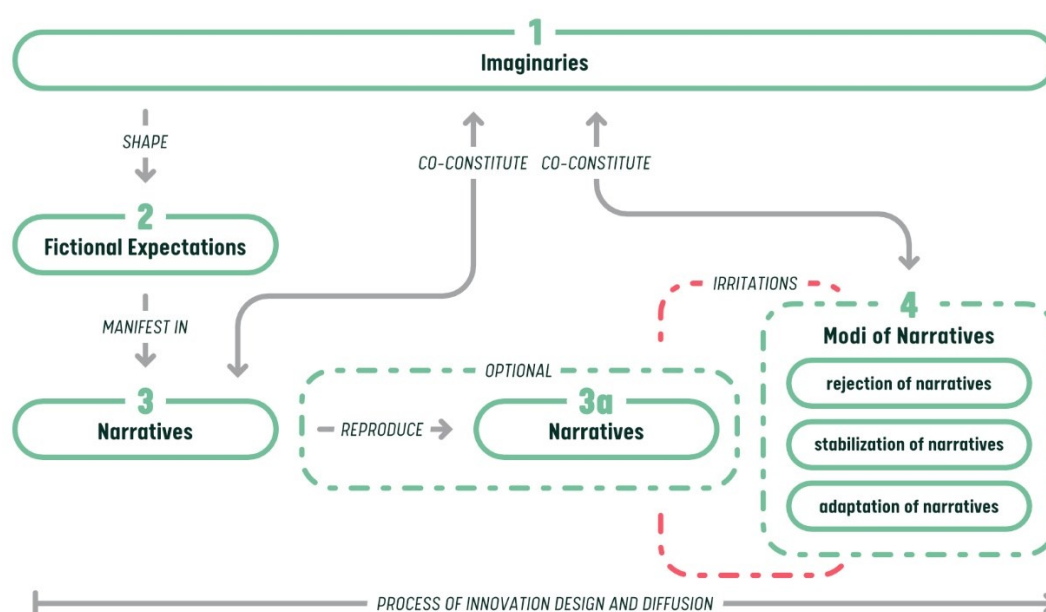 1
Imaginaries
SHAPE
CO-CONSTITUTE
CO-CONSTITUTE
2
Fictional Expectations
MANIFEST IN
3
Narratives
OPTIONAL
REPRODUCE
3a
Narratives
IRRITATIONS
4
Modi of Narratives
rejection of narratives
stabilization of narratives
adaptation of narratives
PROCESS OF INNOVATION DESIGN AND DIFFUSION